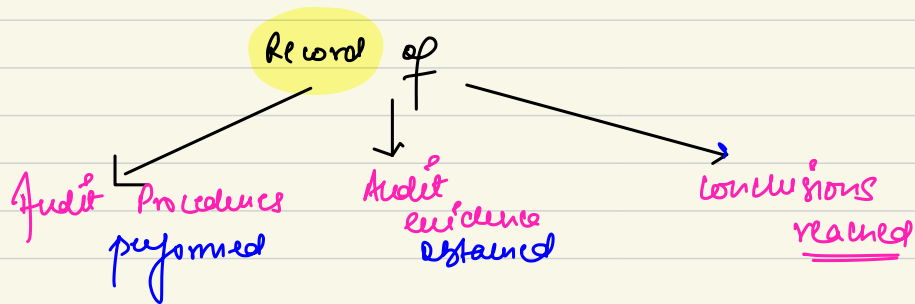 Record of
Audit Procedures
performed
Audit
evidence
obtained
Conclusions
reached